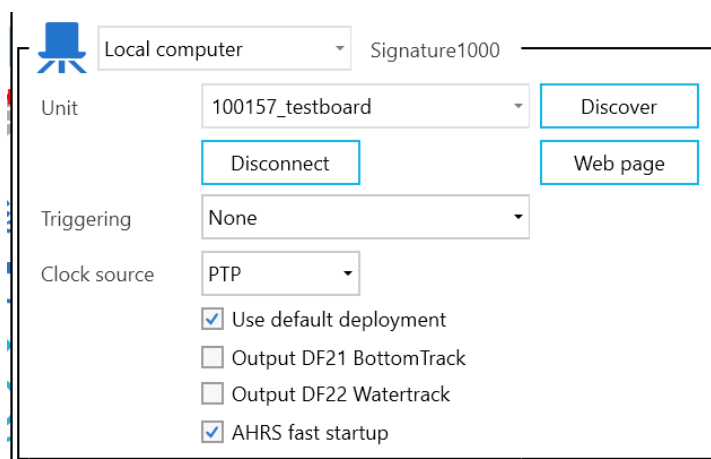 Local computer Signature1000
Unit 100157_testboard Discover
Disconnect Web page
Triggering None
Clock source PTP
Use default deployment
Output DF21 BottomTrack
Output DF22 Watertrack
AHRS fast startup